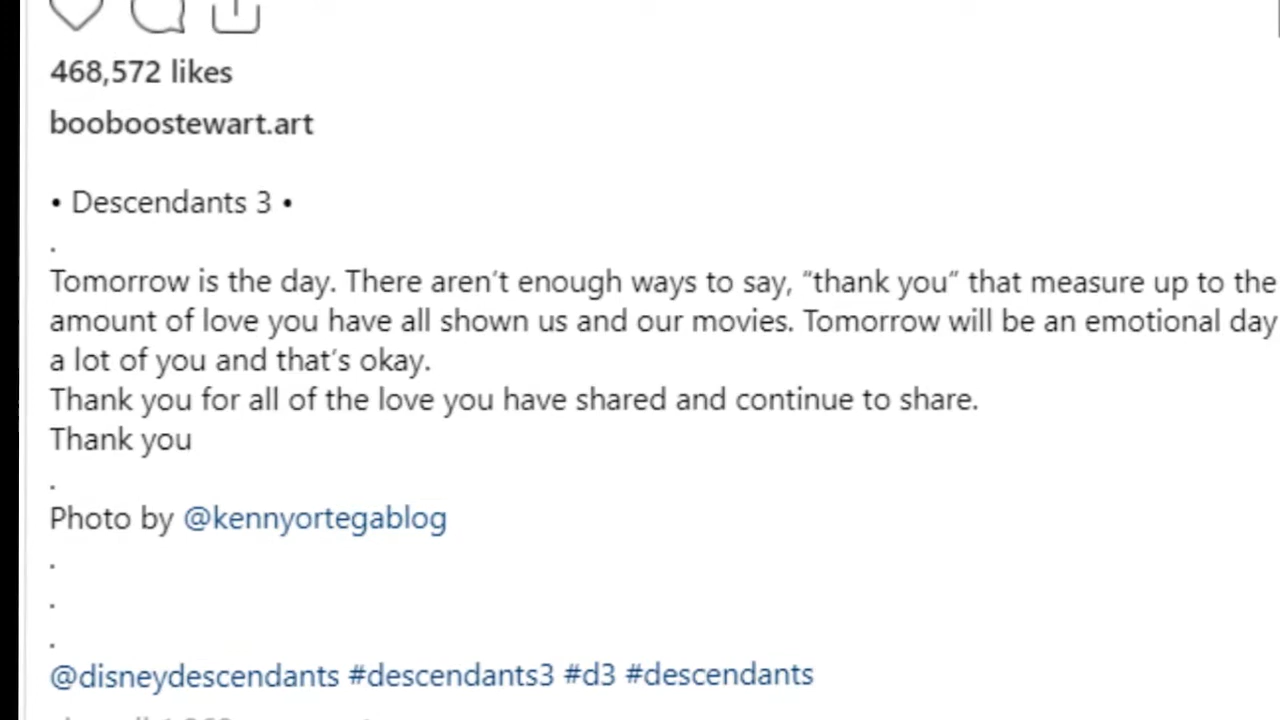 468,572 likes
booboostewart.art
• Descendants 3 •
.
Tomorrow is the day. There aren’t enough ways to say, “thank you” that measure up to the
amount of love you have all shown us and our movies. Tomorrow will be an emotional day
a lot of you and that’s okay.
Thank you for all of the love you have shared and continue to share.
Thank you
.
Photo by @kennyortegablog
.
.
.
@disneydescendants #descendants3 #d3 #descendants